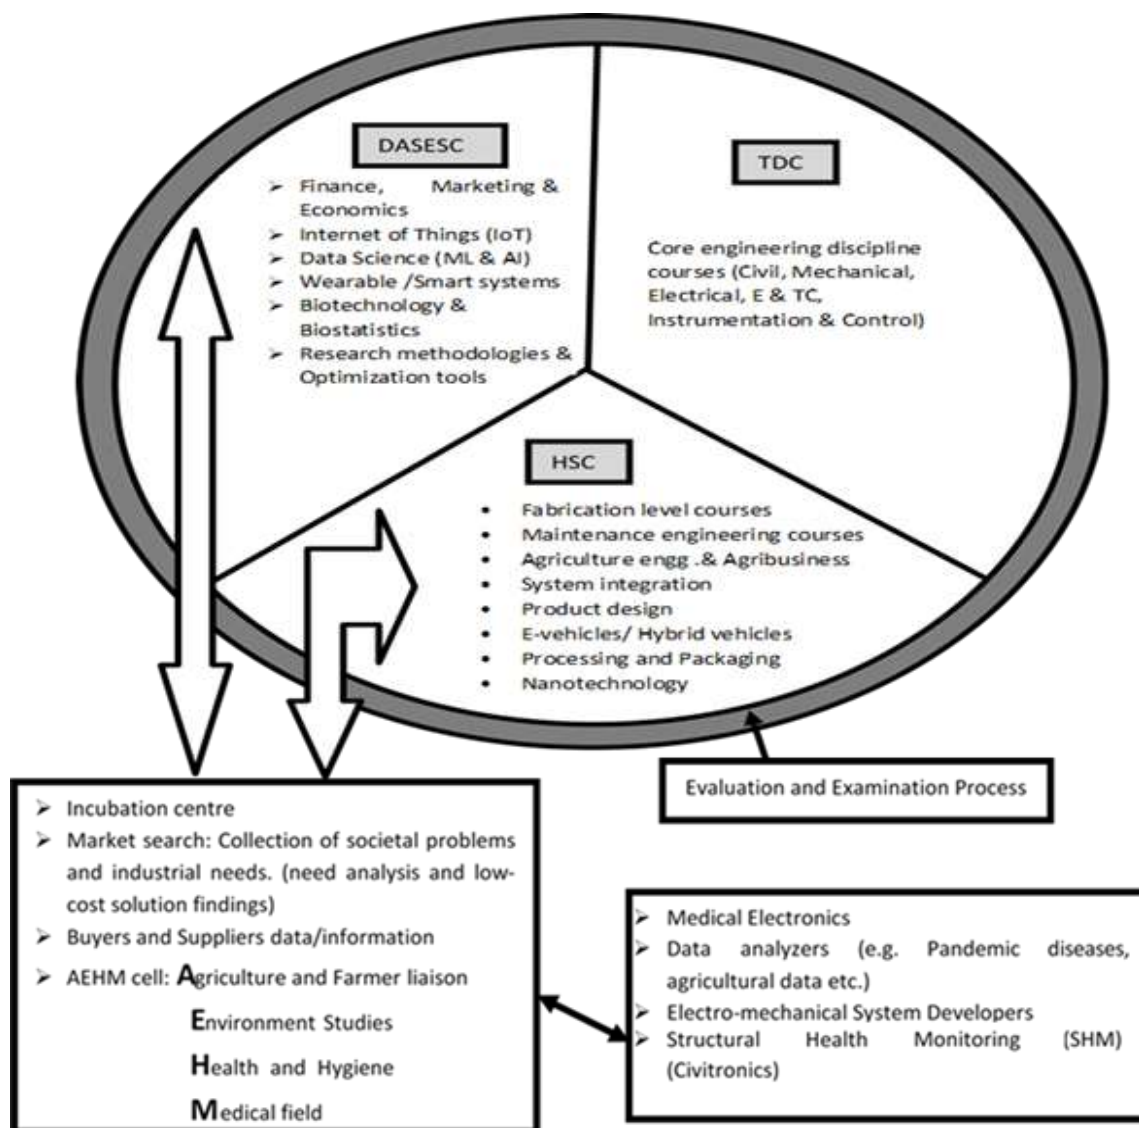 DASESC
Finance, Marketing &
Economics
Internet of Things (IoT)
Data Science (ML & AI)
Wearable /Smart systems
Biotechnology &
Biostatistics
Research methodologies &
Optimization tools
TDC
Core engineering discipline
courses (Civil, Mechanical,
Electrical, E & TC,
Instrumentation & Control)
HSC
Fabrication level courses
Maintenance engineering courses
Agriculture engg .& Agribusiness
System integration
Product design
E-vehicles/ Hybrid vehicles
Processing and Packaging
Nanotechnology
Evaluation and Examination Process
Incubation centre
Market search: Collection of societal problems
and industrial needs. (need analysis and low-
cost solution findings)
Buyers and Suppliers data/information
AEHM cell: Agriculture and Farmer liaison
Environment Studies
Health and Hygiene
Medical field
Medical Electronics
Data analyzers (e.g. Pandemic diseases,
agricultural data etc.)
Electro-mechanical System Developers
Structural Health Monitoring (SHM)
(Civitronics)